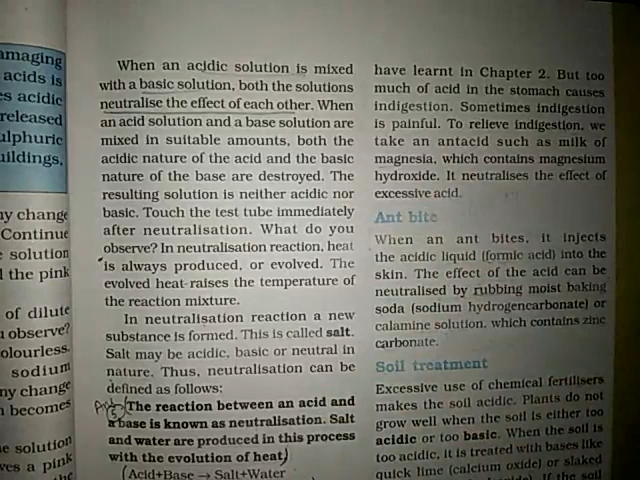 amaging
acids is
es acidic
released
ulphuric
uildings,
ny change
Continue
e solution
l the pink
of dilute
observe?
olourless.
sodium
ny change
becomes
e solution
ves a pink
the
When an acidic solution is mixed
with a basic solution, both the solutions
neutralise the effect of each other. When
an acid solution and a base solution are
mixed in suitable amounts, both the
acidic nature of the acid and the basic
nature of the base are destroyed. The
resulting solution is neither acidic nor
basic. Touch the test tube immediately
after neutralisation. What do you
observe? In neutralisation reaction, heat
is always produced, or evolved. The
evolved heat raises the temperature of
the reaction mixture.
In neutralisation reaction a new
substance is formed. This is called salt.
Salt may be acidic, basic or neutral in
nature. Thus, neutralisation can be
defined as follows:
(The reaction between an acid and
a base is known as neutralisation. Salt
and water are produced in this process
with the evolution of heat)
(Acid+Base → Salt+Water
have learnt in Chapter 2. But too
much of acid in the stomach causes
indigestion. Sometimes indigestion
is painful. To relieve indigestion, we
take an antacid such as milk of
magnesia, which contains magnesium
hydroxide. It neutralises the effect of
excessive acid.
Ant bite
When an ant bites, it injects
the acidic liquid (formic acid) into the
skin. The effect of the acid can be
neutralised by rubbing moist baking
soda (sodium hydrogencarbonate) or
calamine solution, which contains zinc
carbonate.
Soil treatment
Excessive use of chemical fertilisers
makes the soil acidic. Plants do not
grow well when the soil is either too
acidic or too basic. When the soil is
too acidic, it is treated with bases like
quick lime (calcium oxide) or slaked
If the soil